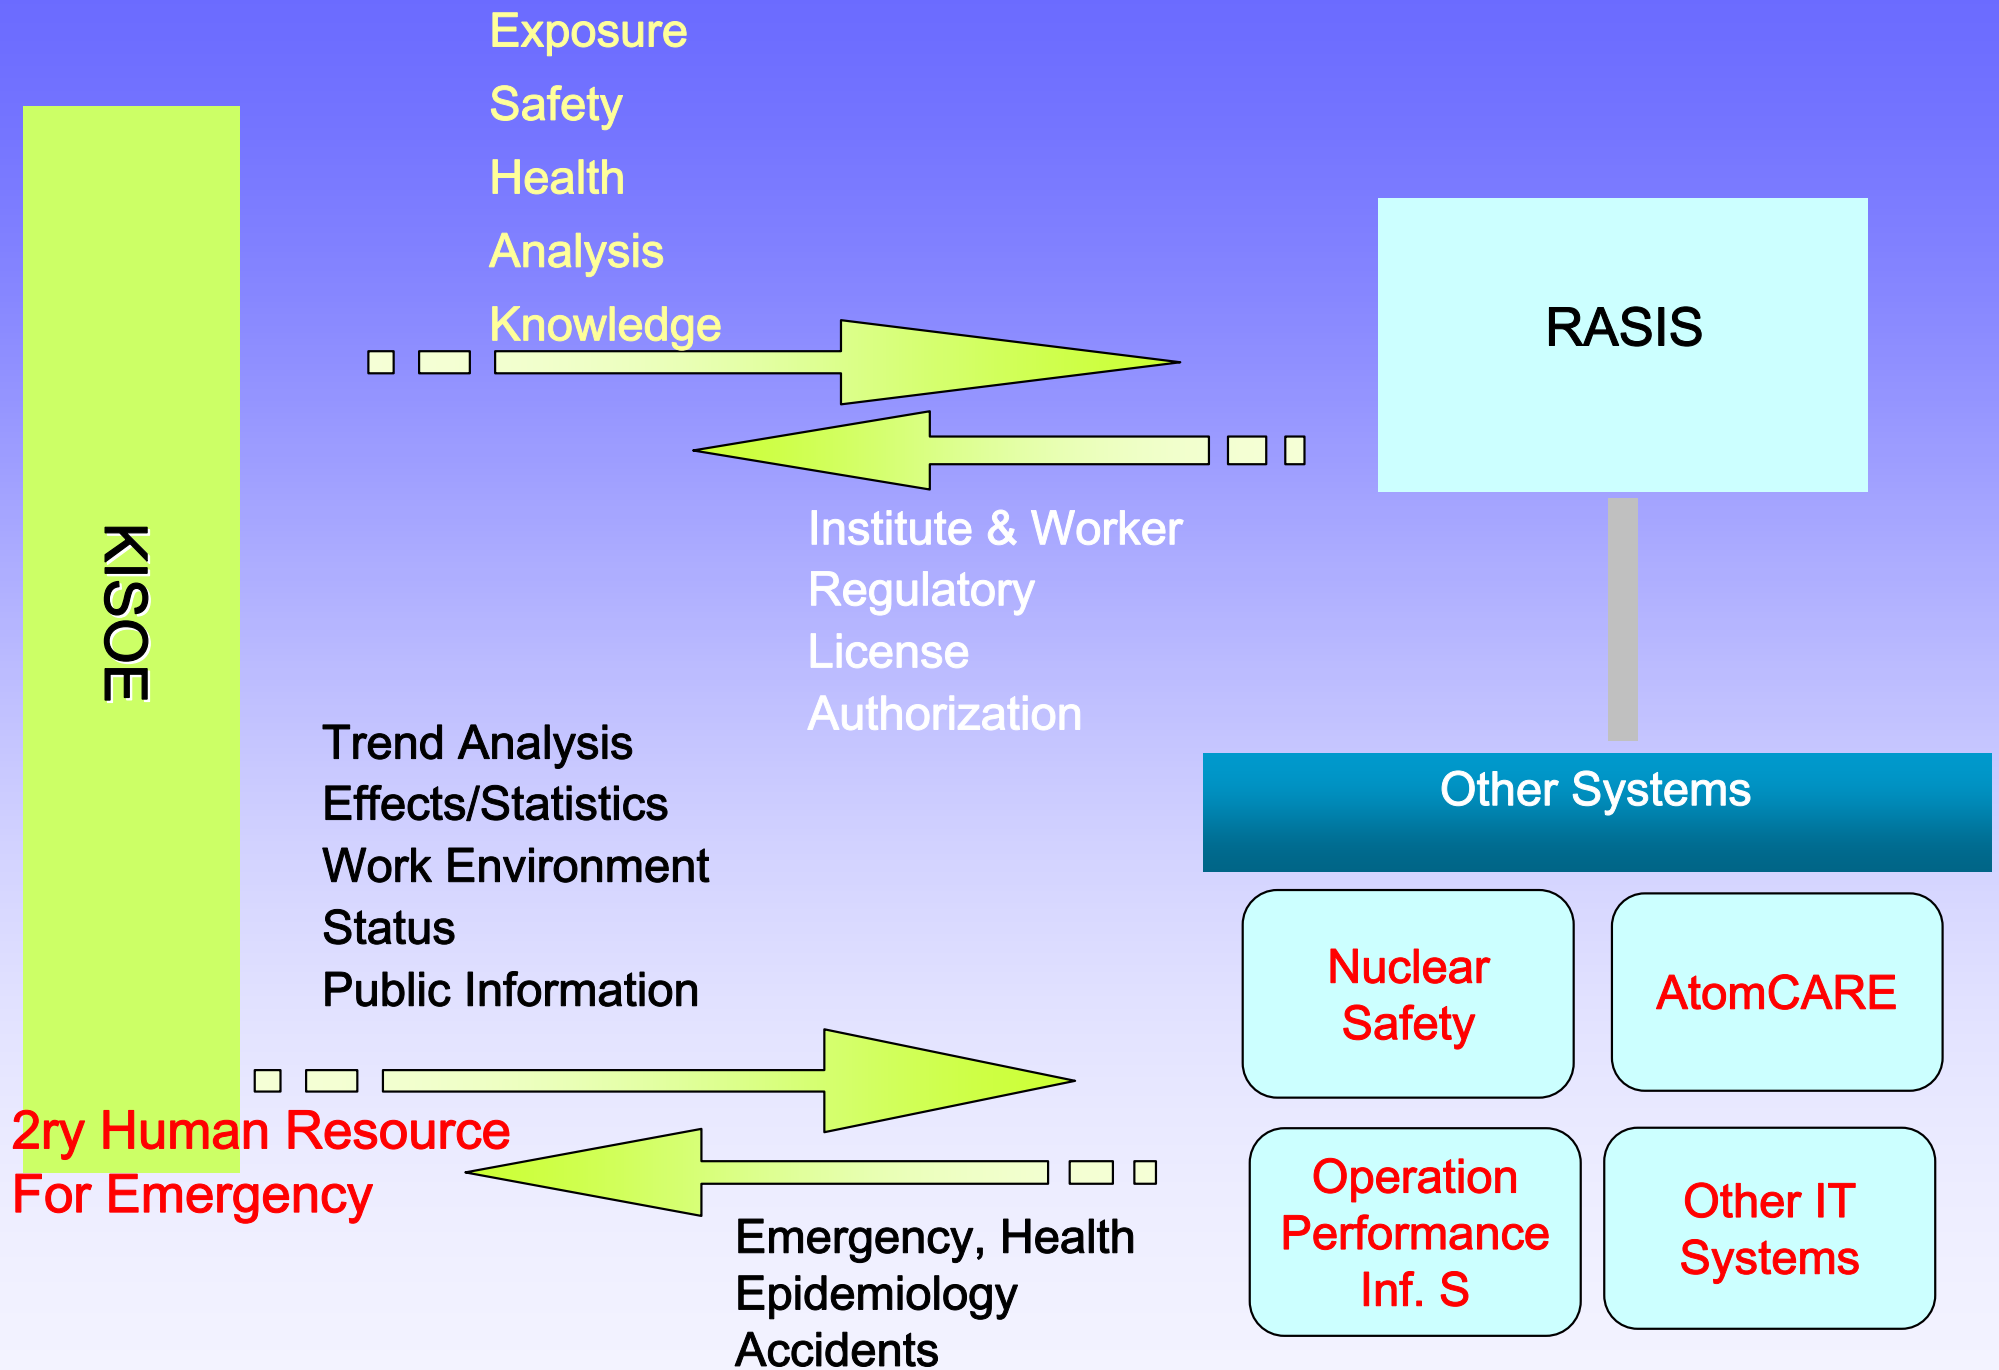 Exposure
Safety
Health
Analysis
Knowledge
RASIS
KISOE
Institute & Worker
Regulatory
License
Authorization
Trend Analysis
Effects/Statistics
Work Environment
Status
Public Information
Other Systems
Nuclear
Safety
AtomCARE
2ry Human Resource
For Emergency
Operation
Performance
Inf. S
Other IT
Systems
Emergency, Health
Epidemiology
Accidents